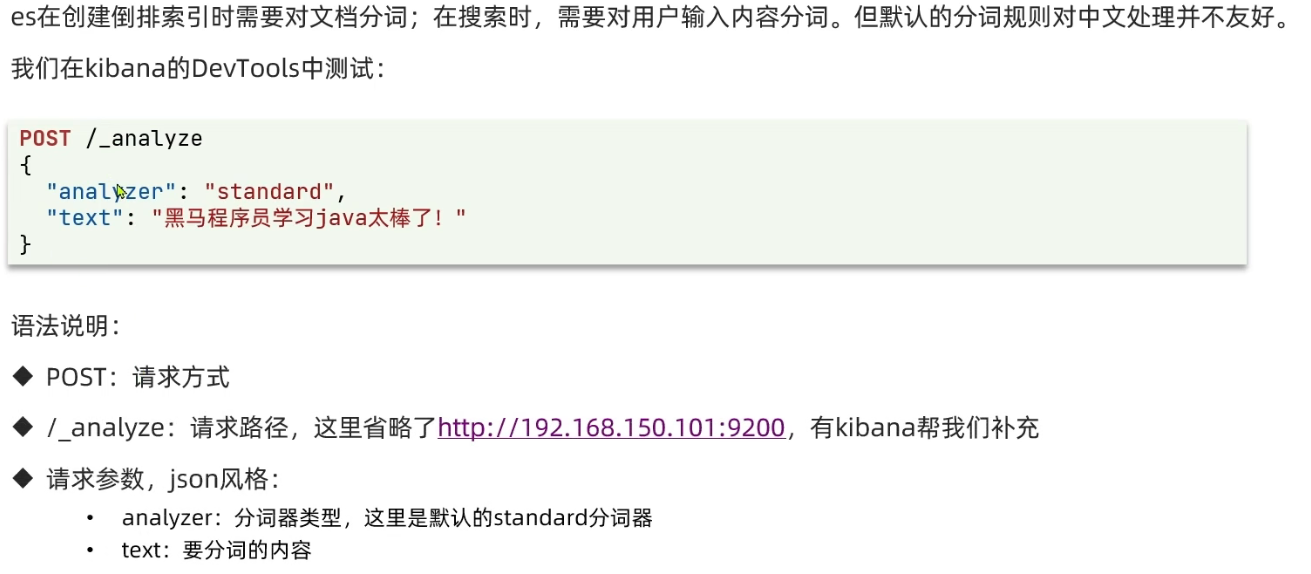 es在创建倒排索引时需要对文档分词；在搜索时，需要对用户输入内容分词。但默认的分词规则对中文处理并不友好。
我们在kibana的DevTools中测试：
POST /_analyze
{
  "analyzer": "standard",
  "text": "黑马程序员学习java太棒了！"
}
语法说明：
◆ POST：请求方式
◆ /_analyze：请求路径，这里省略了http://192.168.150.101:9200，有kibana帮我们补充
◆ 请求参数，json风格：
• analyzer：分词器类型，这里是默认的standard分词器
• text：要分词的内容